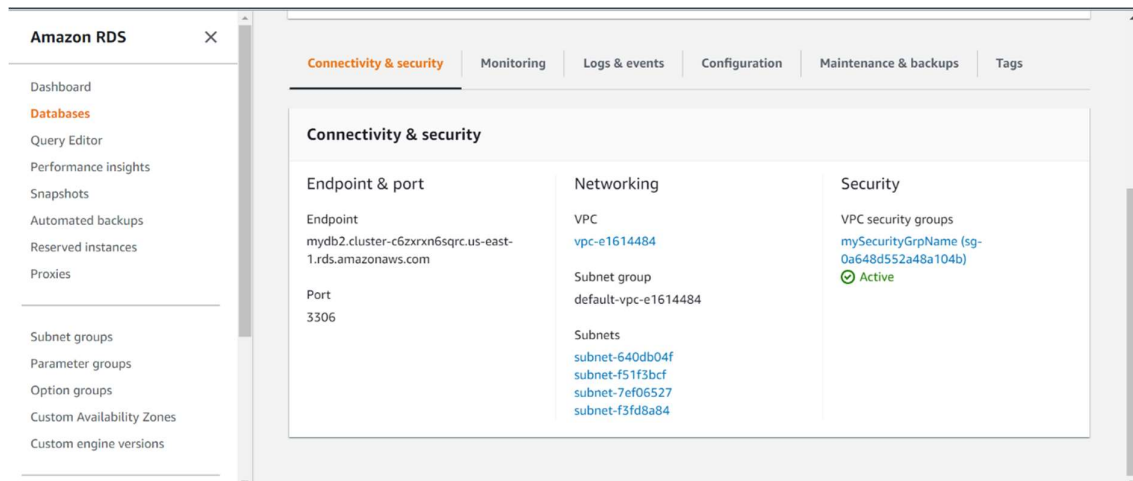 Amazon RDS
Dashboard
Databases
Query Editor
Performance insights
Snapshots
Automated backups
Reserved instances
Proxies
Subnet groups
Parameter groups
Option groups
Custom Availability Zones
Custom engine versions
Connectivity & security
Monitoring
Logs & events
Configuration
Maintenance & backups
Tags
Connectivity & security
Endpoint & port
Endpoint
mydb2.cluster-c6zxrxn6sqrc.us-east-
1.rds.amazonaws.com
Port
3306
Networking
VPC
vpc-e1614484
Subnet group
default-vpc-e1614484
Subnets
subnet-640db04f
subnet-f51f3bcf
subnet-7ef06527
subnet-f3fd8a84
Security
VPC security groups
mySecurityGrpName (sg-
0a648d552a48a104b)
Active